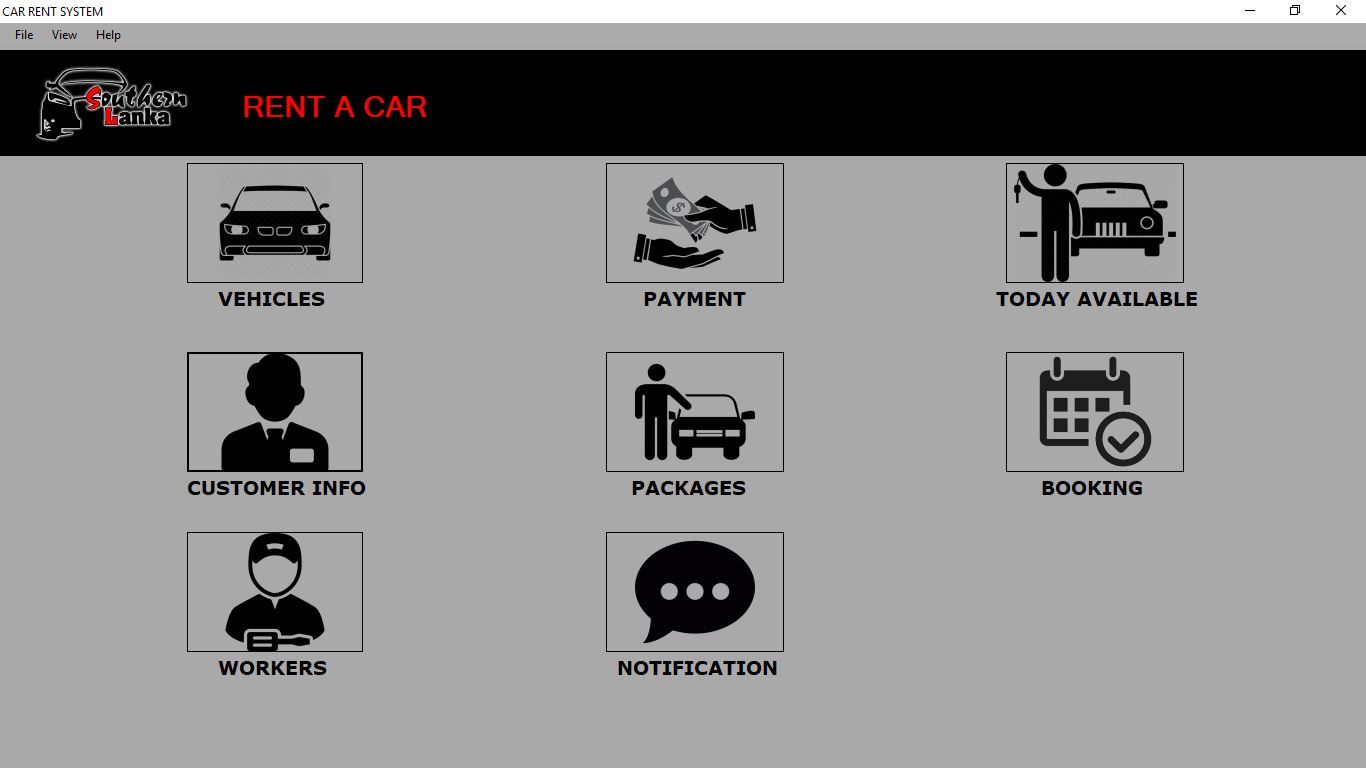 CAR RENT SYSTEM
File View Help
Southern
Lanka
RENT A CAR
$
VEHICLES PAYMENT TODAY AVAILABLE
CUSTOMER INFO PACKAGES BOOKING
WORKERS NOTIFICATION